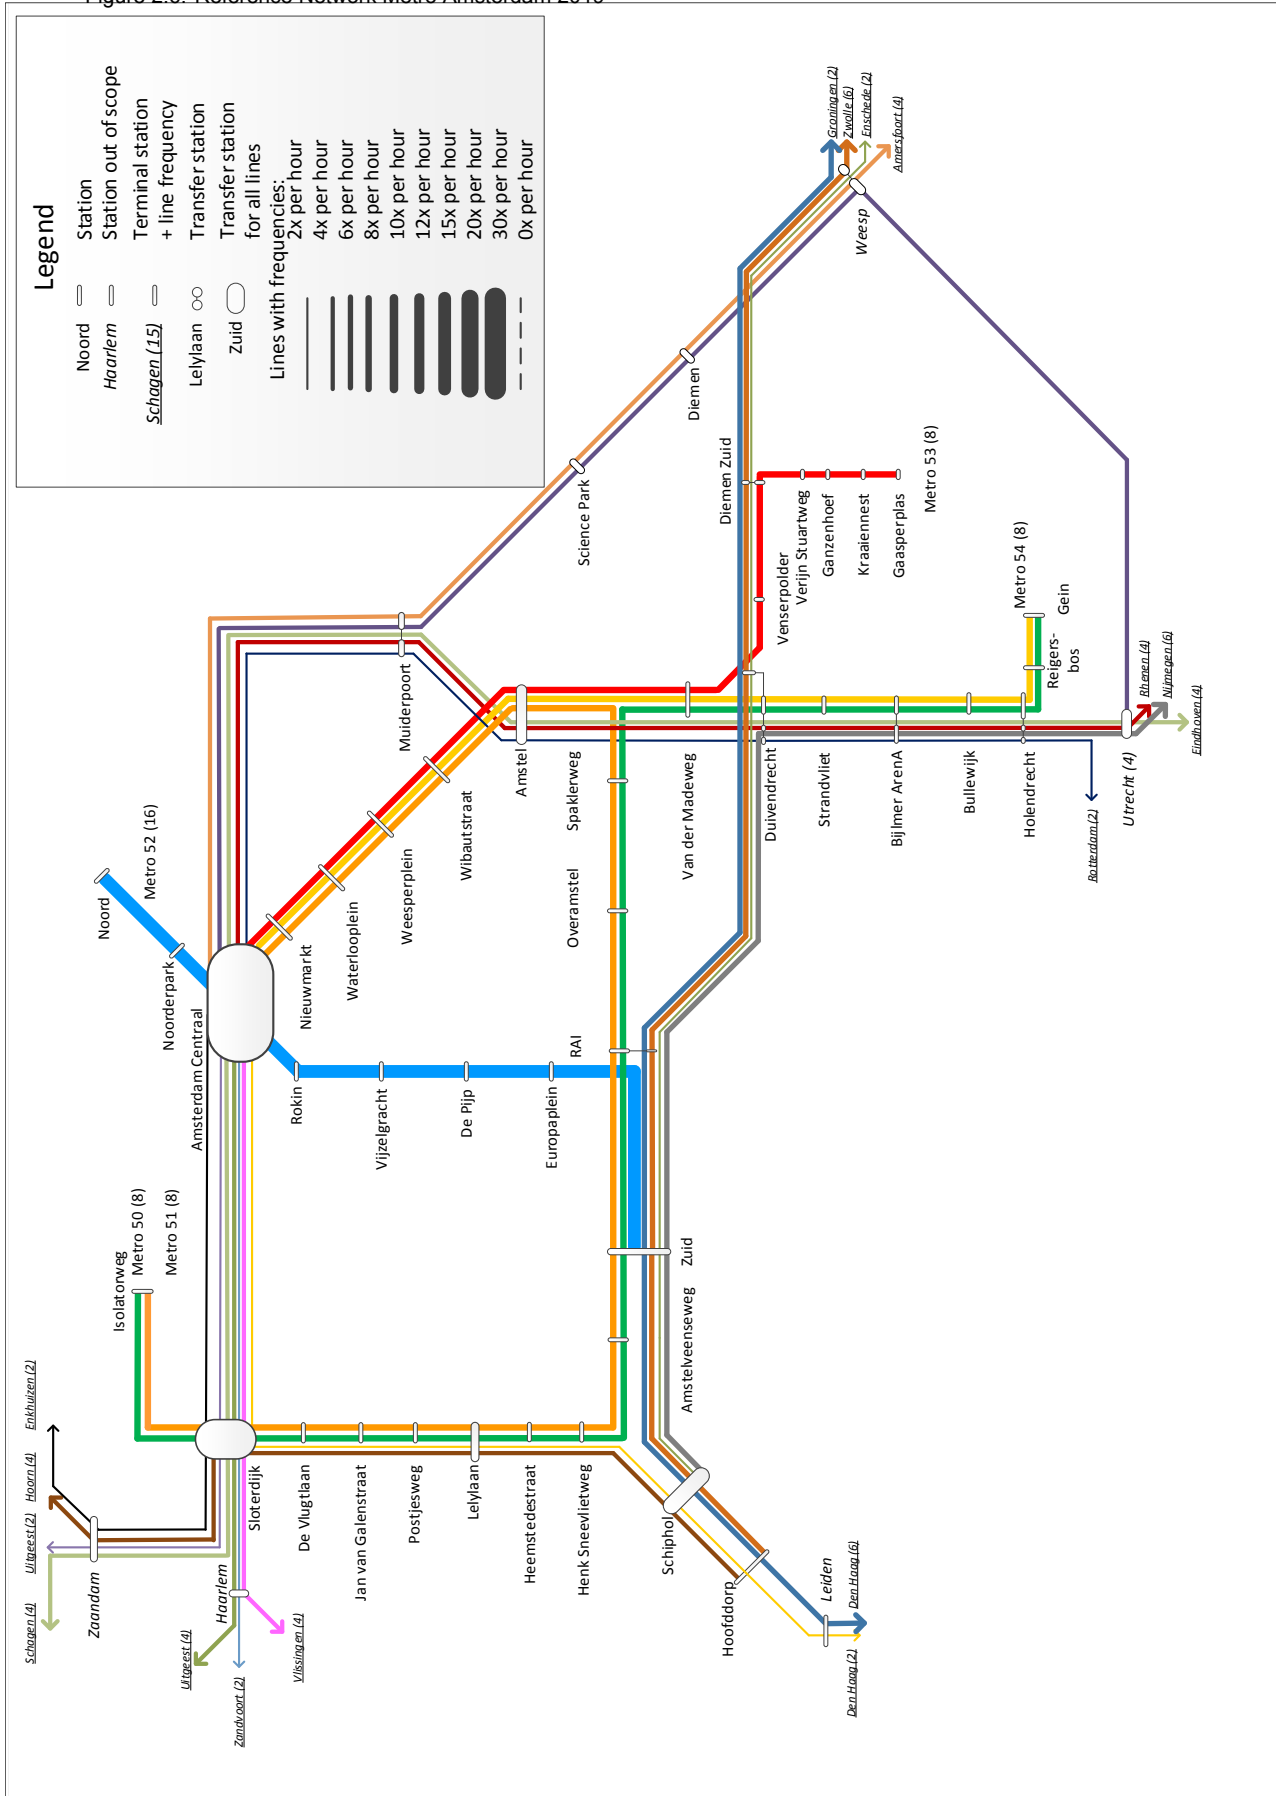 Figure 2.3: Reference Network Metro Amsterdam 2018
Legend
Noord
Station
Haarlem
Station out of scope
Schagen (15)
Terminal station
+ line frequency
Lelylaan
Transfer station
Zuid
Transfer station
for all lines
Lines with frequencies:
2x per hour
4x per hour
6x per hour
8x per hour
10x per hour
12x per hour
15x per hour
20x per hour
30x per hour
0x per hour
Groningen (2)
Zwolle (6)
Enschede (2)
Amersfoort (4)
Weesp
Diemen
Science Park
Diemen Zuid
Venserpolder
Verijn Stuartweg
Ganzenhoef
Kraaiennest
Gaasperplas
Metro 53 (8)
Metro 54 (8)
Gein
Reigers-
bos
Rhenen (4)
Nijmegen (6)
Eindhoven (4)
Utrecht (4)
Rotterdam (2)
Muiderpoort
Amstel
Spaklerweg
Van der Madeweg
Duivendrecht
Strandvliet
Bijlmer ArenA
Bullewijk
Holendrecht
Overamstel
RAI
Noord
Metro 52 (16)
Noorderpark
Amsterdam Centraal
Nieuwmarkt
Waterlooplein
Weesperplein
Wibautstraat
Rokin
Vijzelgracht
De Pijp
Europaplein
Zuid
Amstelveenseweg
Isolatorweg
Metro 50 (8)
Metro 51 (8)
Enkhuizen (2)
Hoorn (4)
Uitgeest (2)
Schagen (4)
Zaandam
Sloterdijk
De Vlugtlaan
Jan van Galenstraat
Postjesweg
Lelylaan
Heemstedestraat
Henk Sneevlietweg
Schiphol
Hoofddorp
Leiden
Den Haag (6)
Den Haag (2)
Haarlem
Uitgeest (4)
Zandvoort (2)
Vlissingen (4)